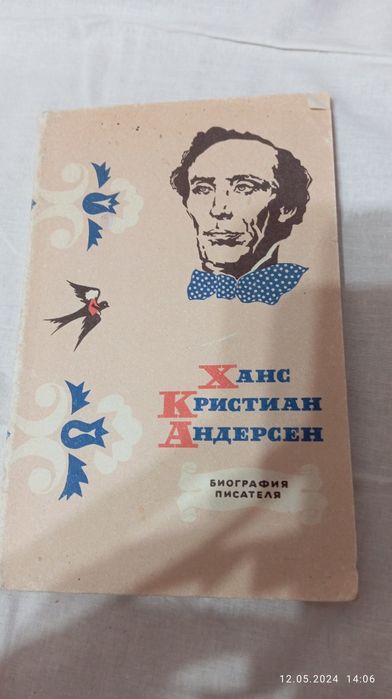 Ханс
Кристиан
Андерсен
БИОГРАФИЯ
ПИСАТЕЛЯ
12.05.2024 14:06